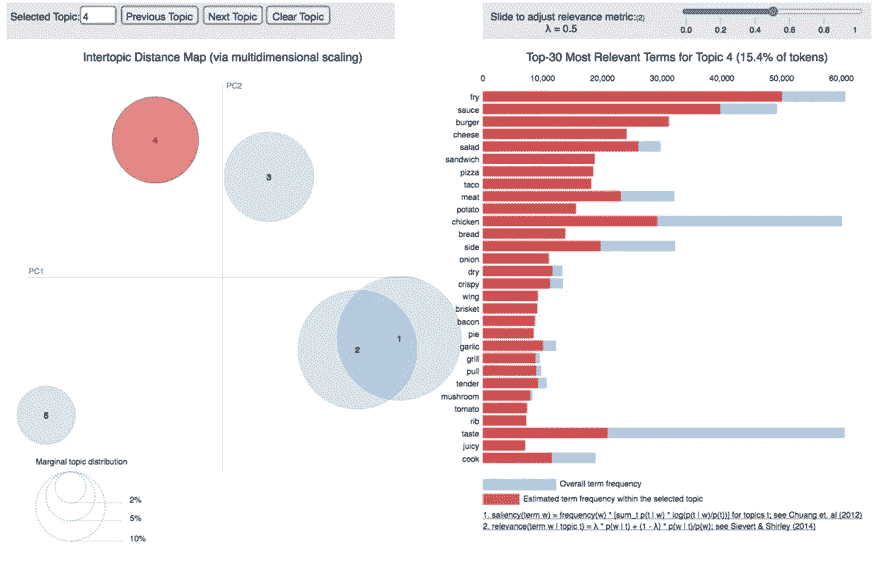 Selected Topic: 4 Previous Topic Next Topic Clear Topic
Slide to adjust relevance metric:(2)
λ = 0.5
0.0 0.2 0.4 0.6 0.8 1
Intertopic Distance Map (via multidimensional scaling)
PC2
PC1
4
3
2
1
5
Marginal topic distribution
2%
5%
10%
Top-30 Most Relevant Terms for Topic 4 (15.4% of tokens)
0 10,000 20,000 30,000 40,000 50,000 60,000
fry
sauce
burger
cheese
salad
sandwich
pizza
taco
meat
potato
chicken
bread
side
onion
dry
crispy
wing
brisket
bacon
pie
garlic
grill
pull
tender
mushroom
tomato
rib
taste
juicy
cook
Overall term frequency
Estimated term frequency within the selected topic
1. saliency(term w) = frequency(w) * [sum_t p(t | w) * log(p(t | w)/p(t))] for topics t; see Chuang et. al (2012)
2. relevance(term w | topic t) = λ * p(w | t) + (1 - λ) * p(w | t)/p(w); see Sievert & Shirley (2014)